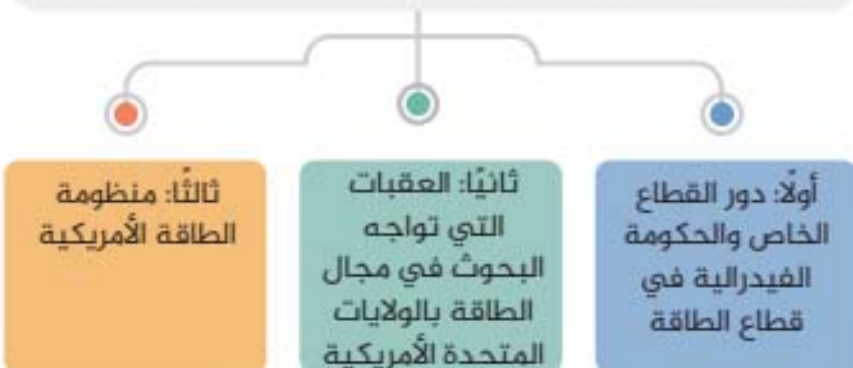 أولًا: دور القطاع
الخاص والحكومة
الفيدرالية في
قطاع الطاقة
ثانيًا: العقبات
التي تواجه
البحوث في مجال
الطاقة بالولايات
المتحدة الأمريكية
ثالثًا: منظومة
الطاقة الأمريكية